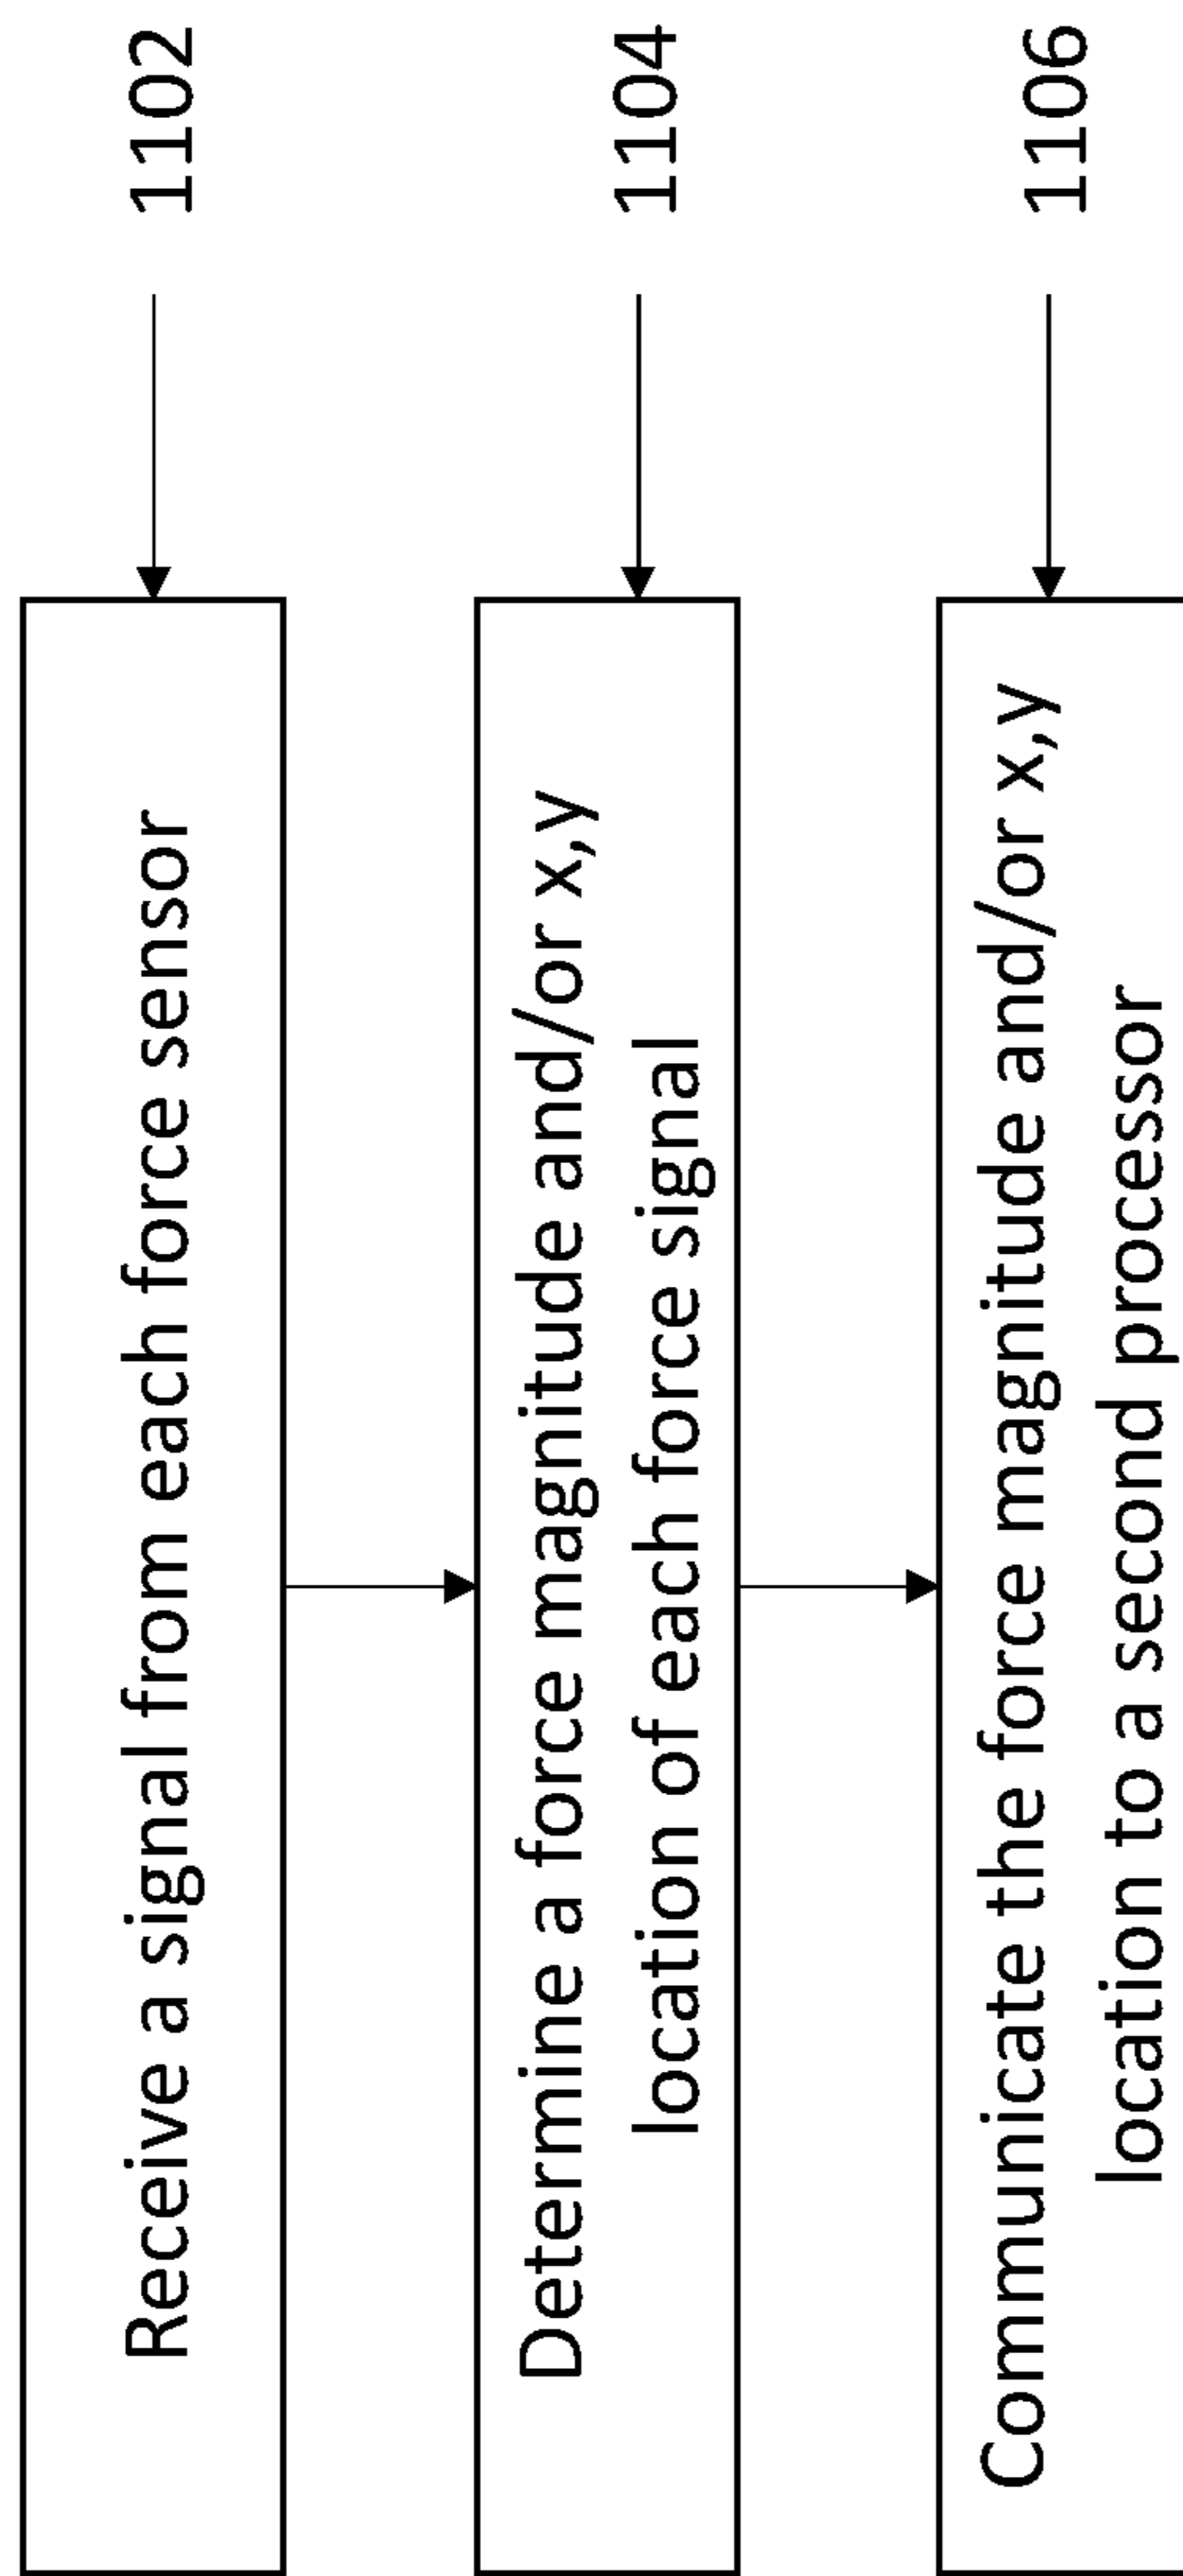 Receive a signal from each force sensor
1102
Determine a force magnitude and/or x,y
location of each force signal
1104
Communicate the force magnitude and/or x,y
location to a second processor
1106